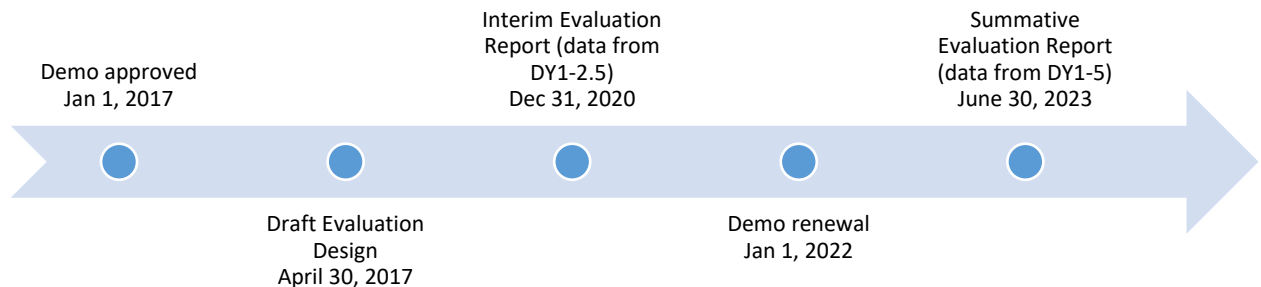 Demo approved
Jan 1, 2017
Draft Evaluation
Design
April 30, 2017
Interim Evaluation
Report (data from
DY1-2.5)
Dec 31, 2020
Demo renewal
Jan 1, 2022
Summative
Evaluation Report
(data from DY1-5)
June 30, 2023